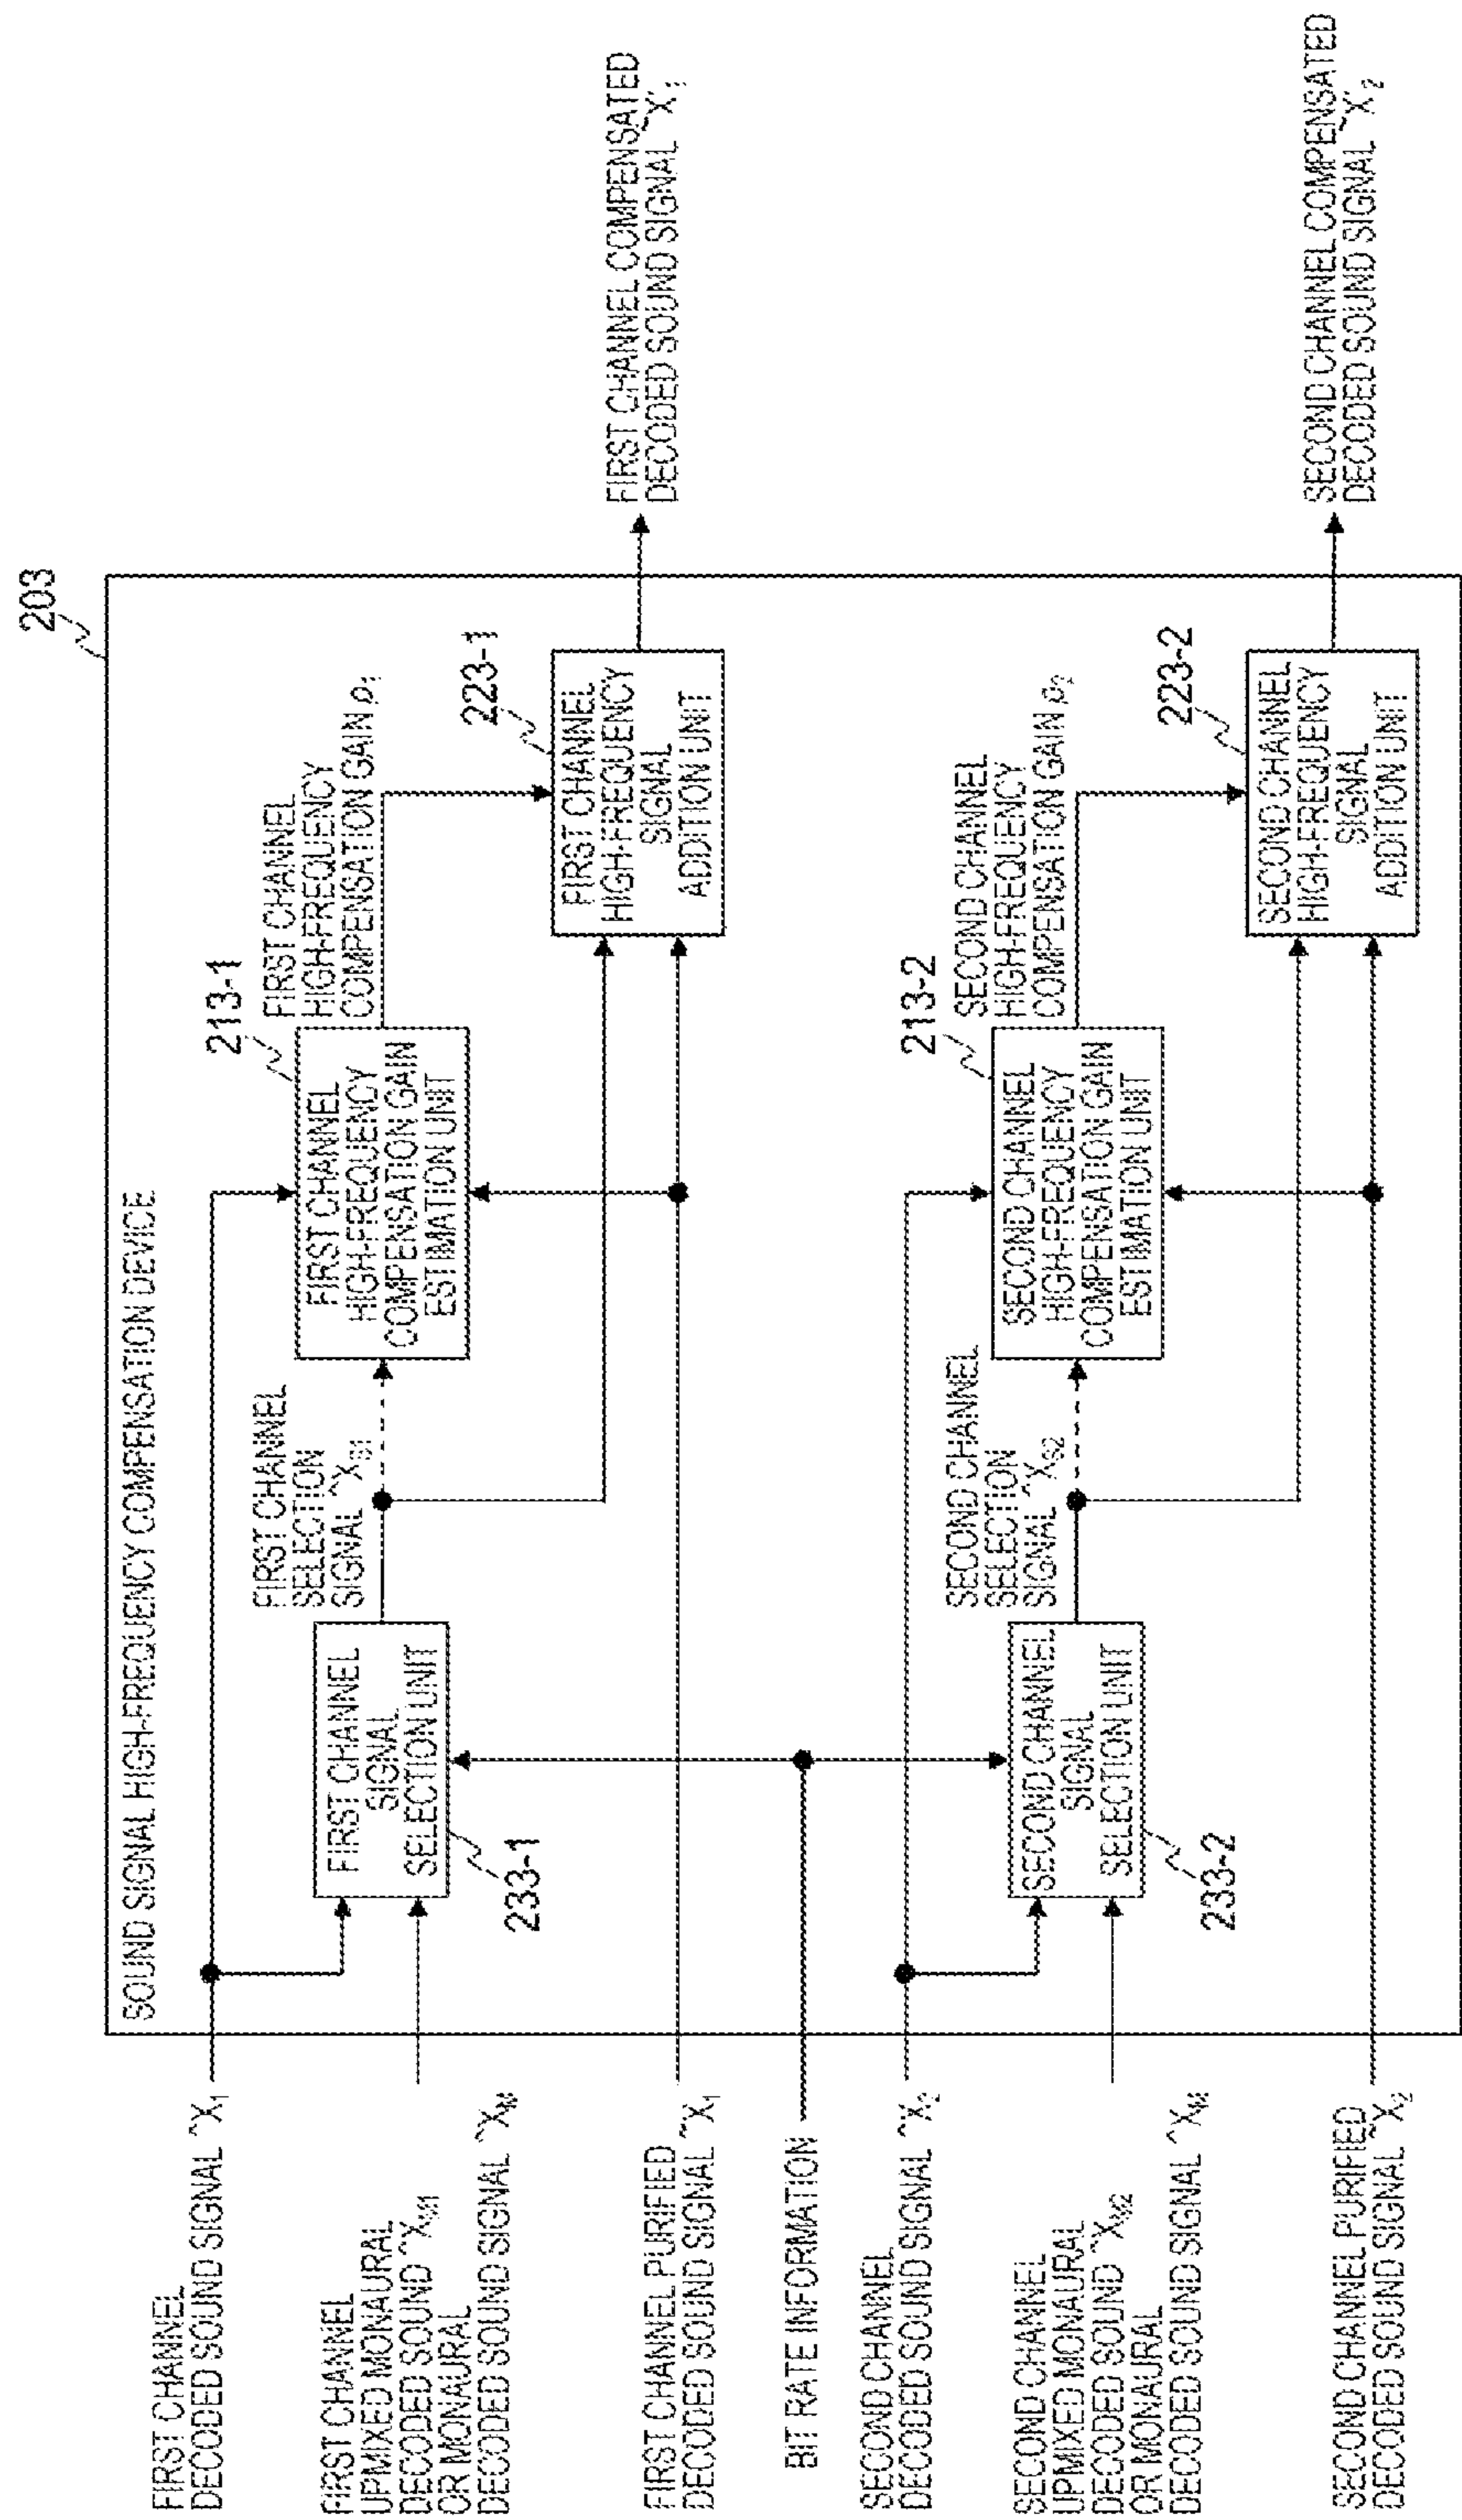 203
SOUND SIGNAL HIGH-FREQUENCY COMPENSATION DEVICE
FIRST CHANNEL
DECODED SOUND SIGNAL ^X1
FIRST CHANNEL
UPMIXED MONAURAL
DECODED SOUND ^XM1
OR MONAURAL
DECODED SOUND SIGNAL ^XM
FIRST CHANNEL PURIFIED
DECODED SOUND SIGNAL ~X1
BIT RATE INFORMATION
SECOND CHANNEL
DECODED SOUND SIGNAL ^X2
SECOND CHANNEL
UPMIXED MONAURAL
DECODED SOUND ^XM2
OR MONAURAL
DECODED SOUND SIGNAL ^XM
SECOND CHANNEL PURIFIED
DECODED SOUND SIGNAL ~X2
FIRST CHANNEL
SIGNAL
SELECTION UNIT
233-1
FIRST CHANNEL
SELECTION
SIGNAL ^XS1
213-1
FIRST CHANNEL
HIGH-FREQUENCY
COMPENSATION GAIN
ESTIMATION UNIT
FIRST CHANNEL
HIGH-FREQUENCY
COMPENSATION GAIN ρ1
223-1
FIRST CHANNEL
HIGH-FREQUENCY
SIGNAL
ADDITION UNIT
FIRST CHANNEL COMPENSATED
DECODED SOUND SIGNAL ~X'1
SECOND CHANNEL
SIGNAL
SELECTION UNIT
233-2
SECOND CHANNEL
SELECTION
SIGNAL ^XS2
213-2
SECOND CHANNEL
HIGH-FREQUENCY
COMPENSATION GAIN
ESTIMATION UNIT
SECOND CHANNEL
HIGH-FREQUENCY
COMPENSATION GAIN ρ2
223-2
SECOND CHANNEL
HIGH-FREQUENCY
SIGNAL
ADDITION UNIT
SECOND CHANNEL COMPENSATED
DECODED SOUND SIGNAL ~X'2